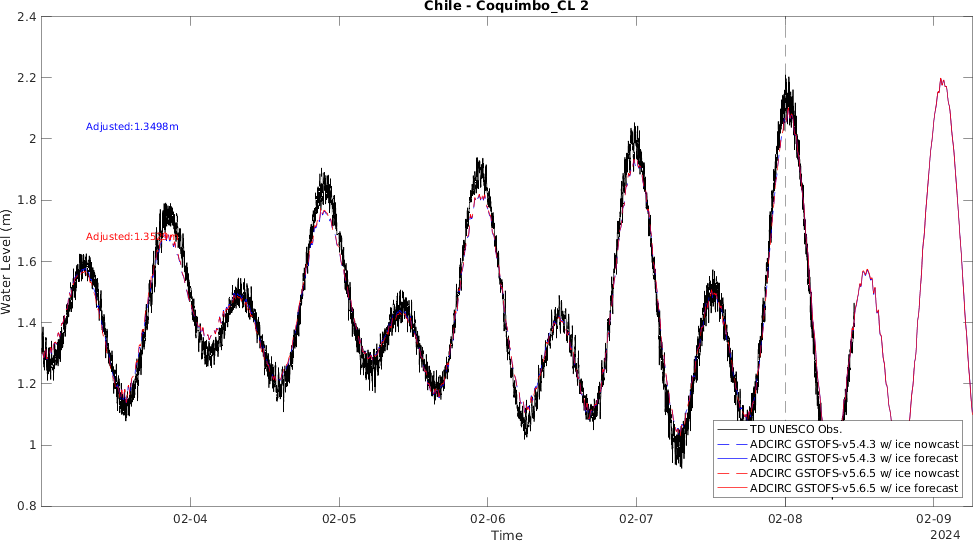 Chile - Coquimbo_CL 2
2.4
2.2
2
1.8
1.6
1.4
1.2
1
0.8
Water Level (m)
Adjusted:1.3498m
TD UNESCO Obs.
ADCIRC GSTOFS-v5.4.3 w/ ice nowcast
ADCIRC GSTOFS-v5.4.3 w/ ice forecast
ADCIRC GSTOFS-v5.6.5 w/ ice nowcast
ADCIRC GSTOFS-v5.6.5 w/ ice forecast
02-04
02-05
02-06
02-07
02-08
02-09
Time
2024